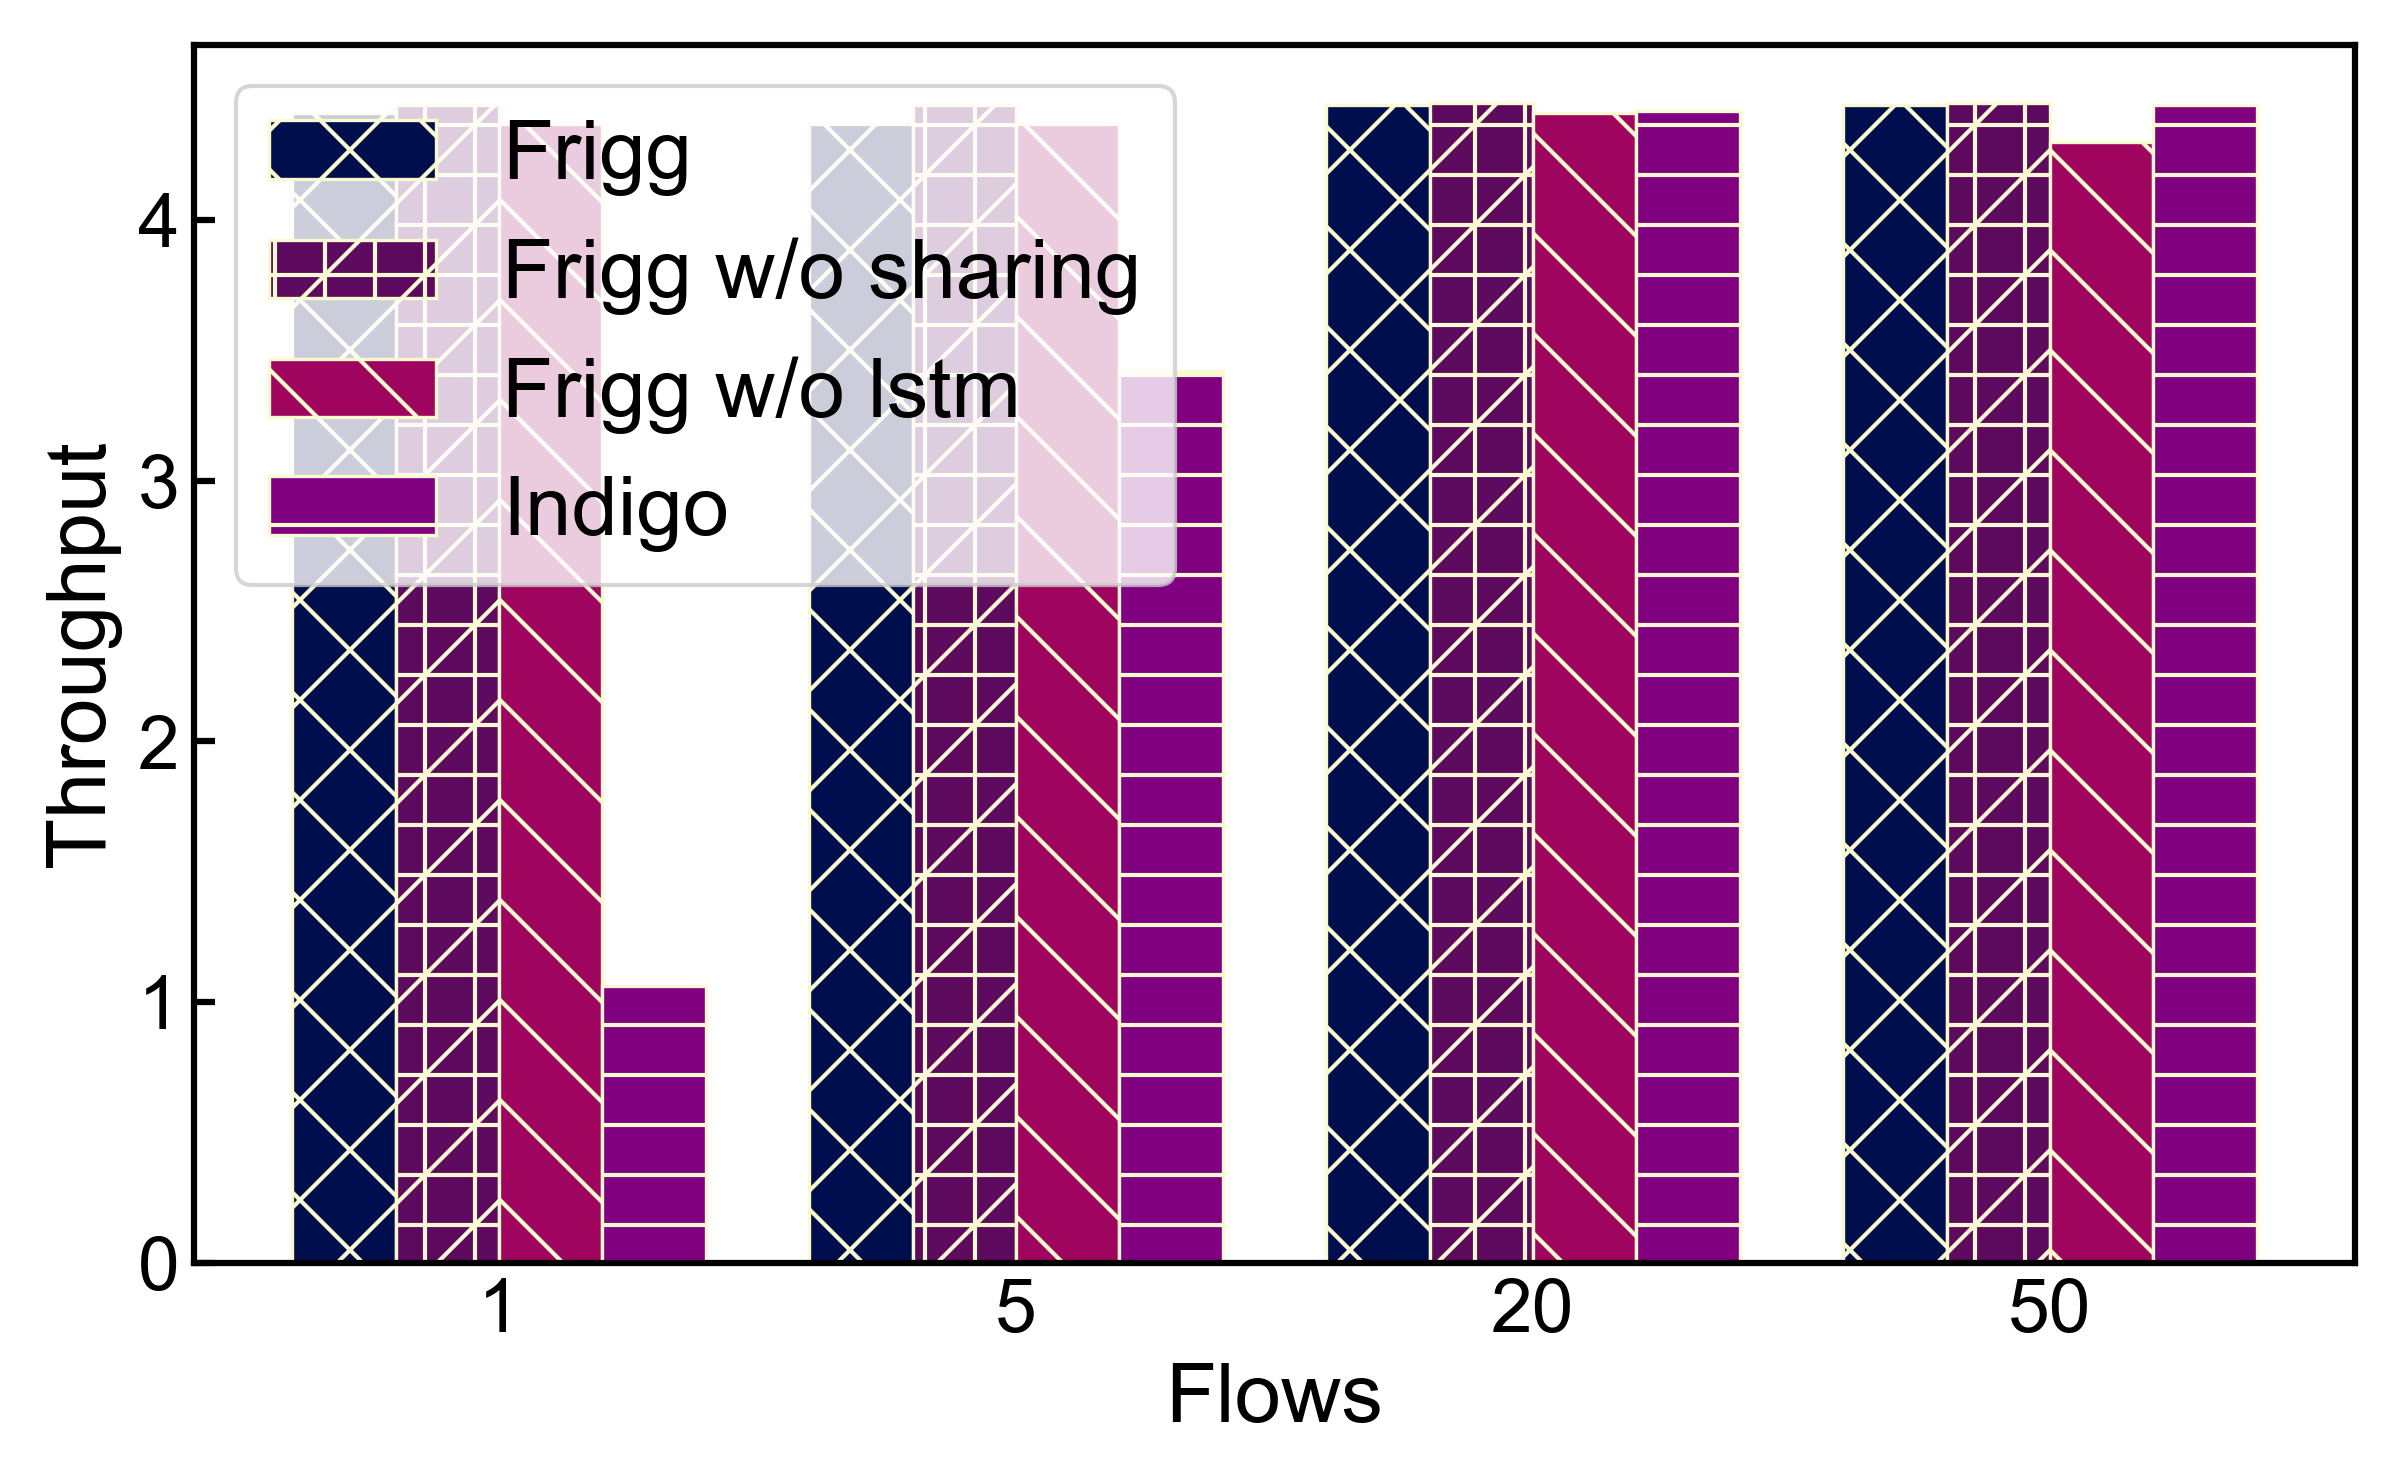 Frigg
Frigg w/o sharing
Frigg w/o lstm
Indigo
Throughput
4
3
2
1
0
1 5 20 50
Flows